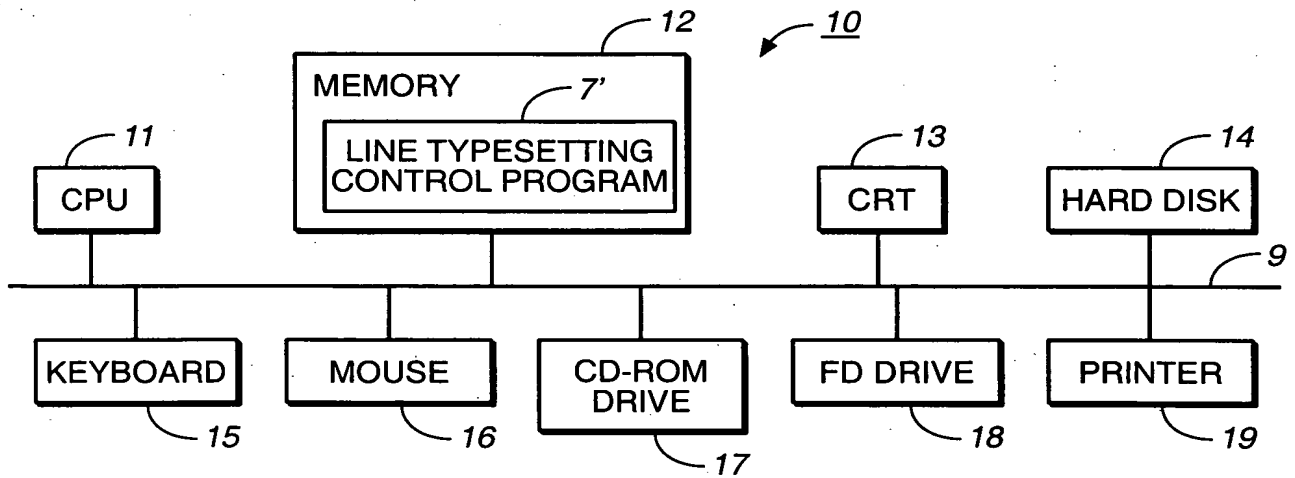 12
10
MEMORY
7’
11
LINE TYPESETTING
CONTROL PROGRAM
13
14
CPU
CRT
HARD DISK
9
KEYBOARD
MOUSE
CD-ROM
DRIVE
FD DRIVE
PRINTER
15
16
17
18
19